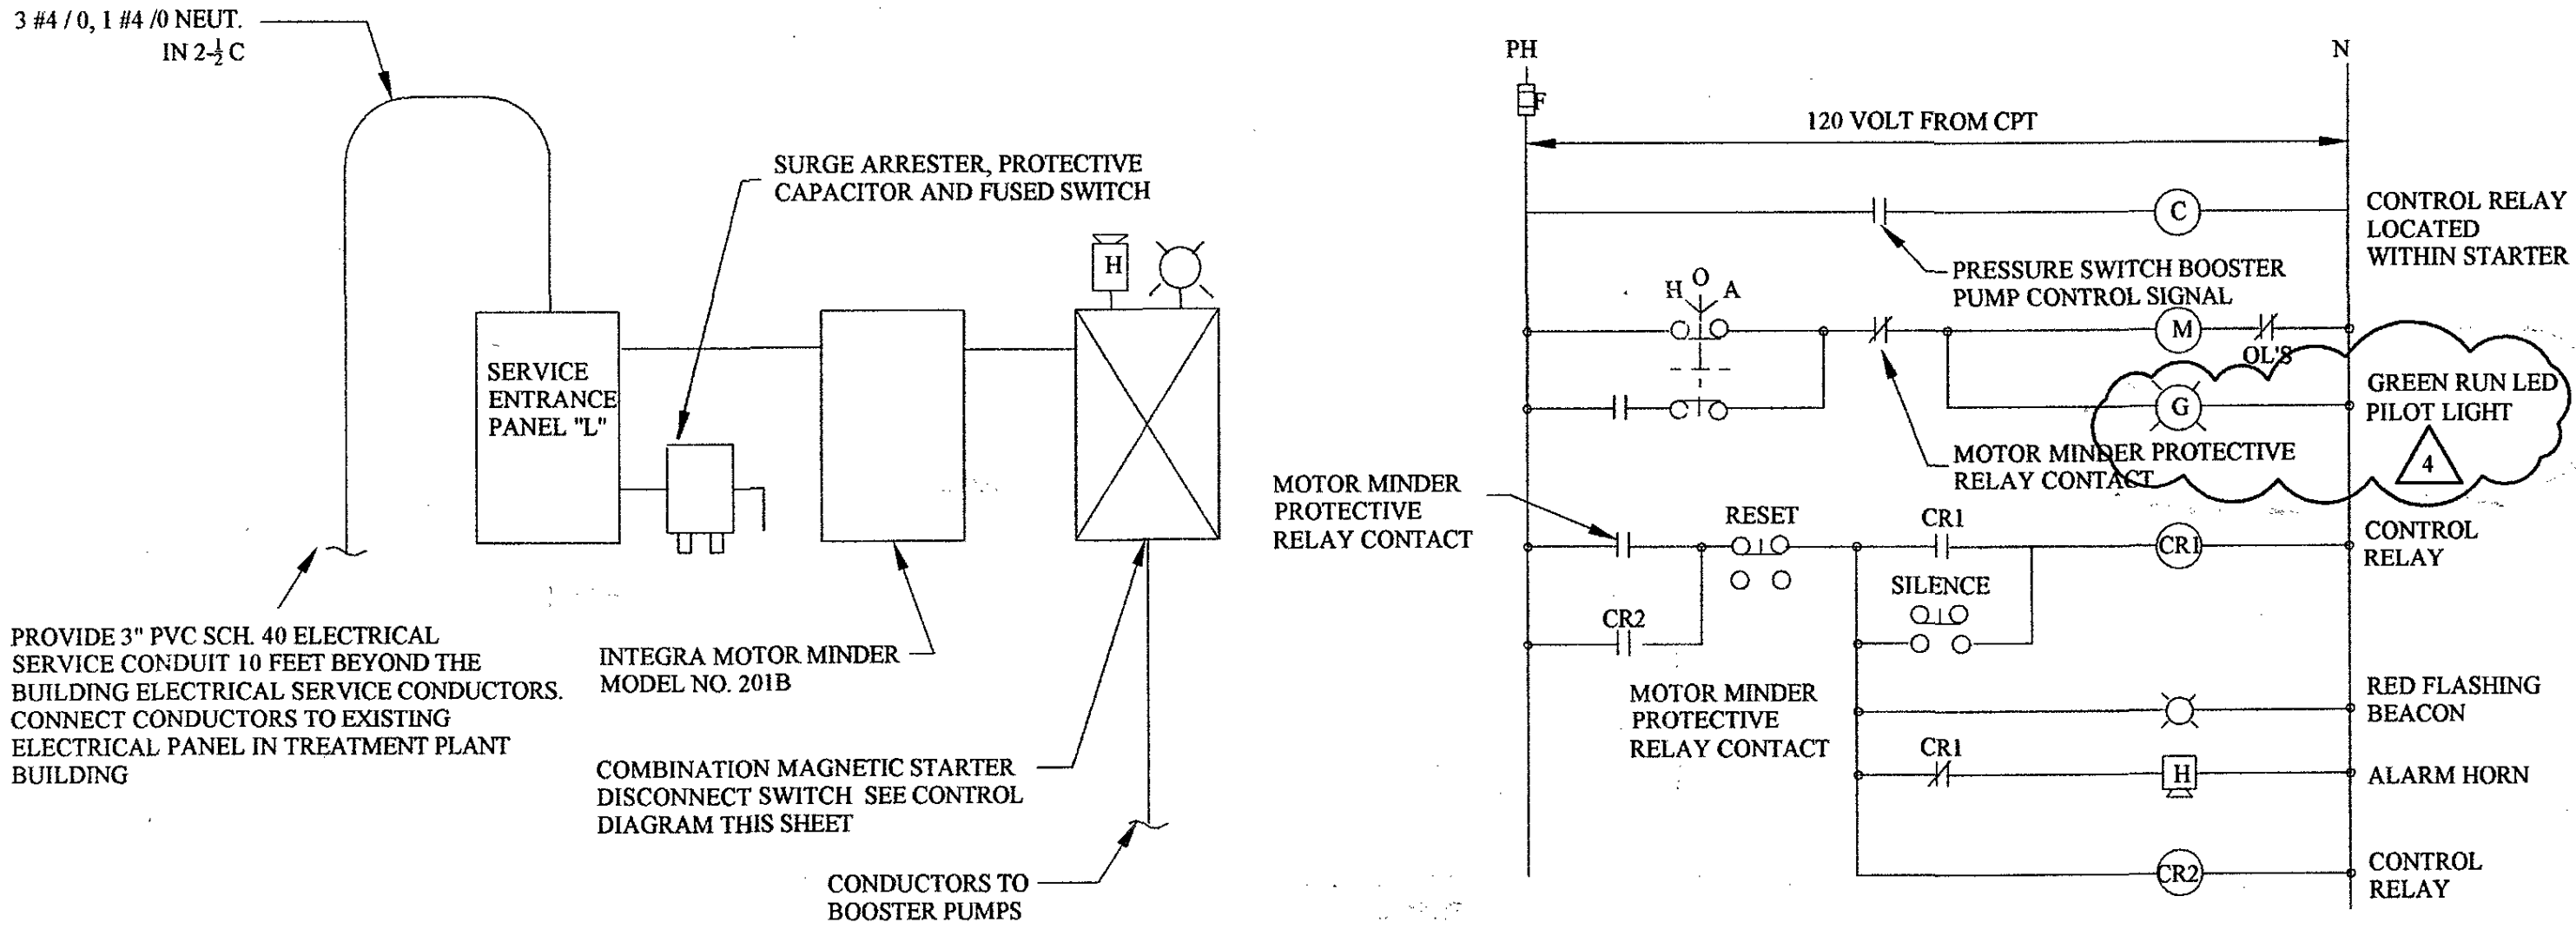 3 #4 / 0, 1 #4 /0 NEUT.
IN 2-½ C
SURGE ARRESTER, PROTECTIVE
CAPACITOR AND FUSED SWITCH
H
SERVICE
ENTRANCE
PANEL "L"
PROVIDE 3" PVC SCH. 40 ELECTRICAL
SERVICE CONDUIT 10 FEET BEYOND THE
BUILDING ELECTRICAL SERVICE CONDUCTORS.
CONNECT CONDUCTORS TO EXISTING
ELECTRICAL PANEL IN TREATMENT PLANT
BUILDING
INTEGRA MOTOR MINDER
MODEL NO. 201B
COMBINATION MAGNETIC STARTER
DISCONNECT SWITCH SEE CONTROL
DIAGRAM THIS SHEET
CONDUCTORS TO
BOOSTER PUMPS
PH
N
F
120 VOLT FROM CPT
C
CONTROL RELAY
LOCATED
WITHIN STARTER
PRESSURE SWITCH BOOSTER
PUMP CONTROL SIGNAL
H O A
M
OL'S
G
GREEN RUN LED
PILOT LIGHT
4
MOTOR MINDER PROTECTIVE
RELAY CONTACT
MOTOR MINDER
PROTECTIVE
RELAY CONTACT
RESET
CR1
CR1
CONTROL
RELAY
SILENCE
CR2
MOTOR MINDER
PROTECTIVE
RELAY CONTACT
RED FLASHING
BEACON
CR1
H
ALARM HORN
CR2
CONTROL
RELAY